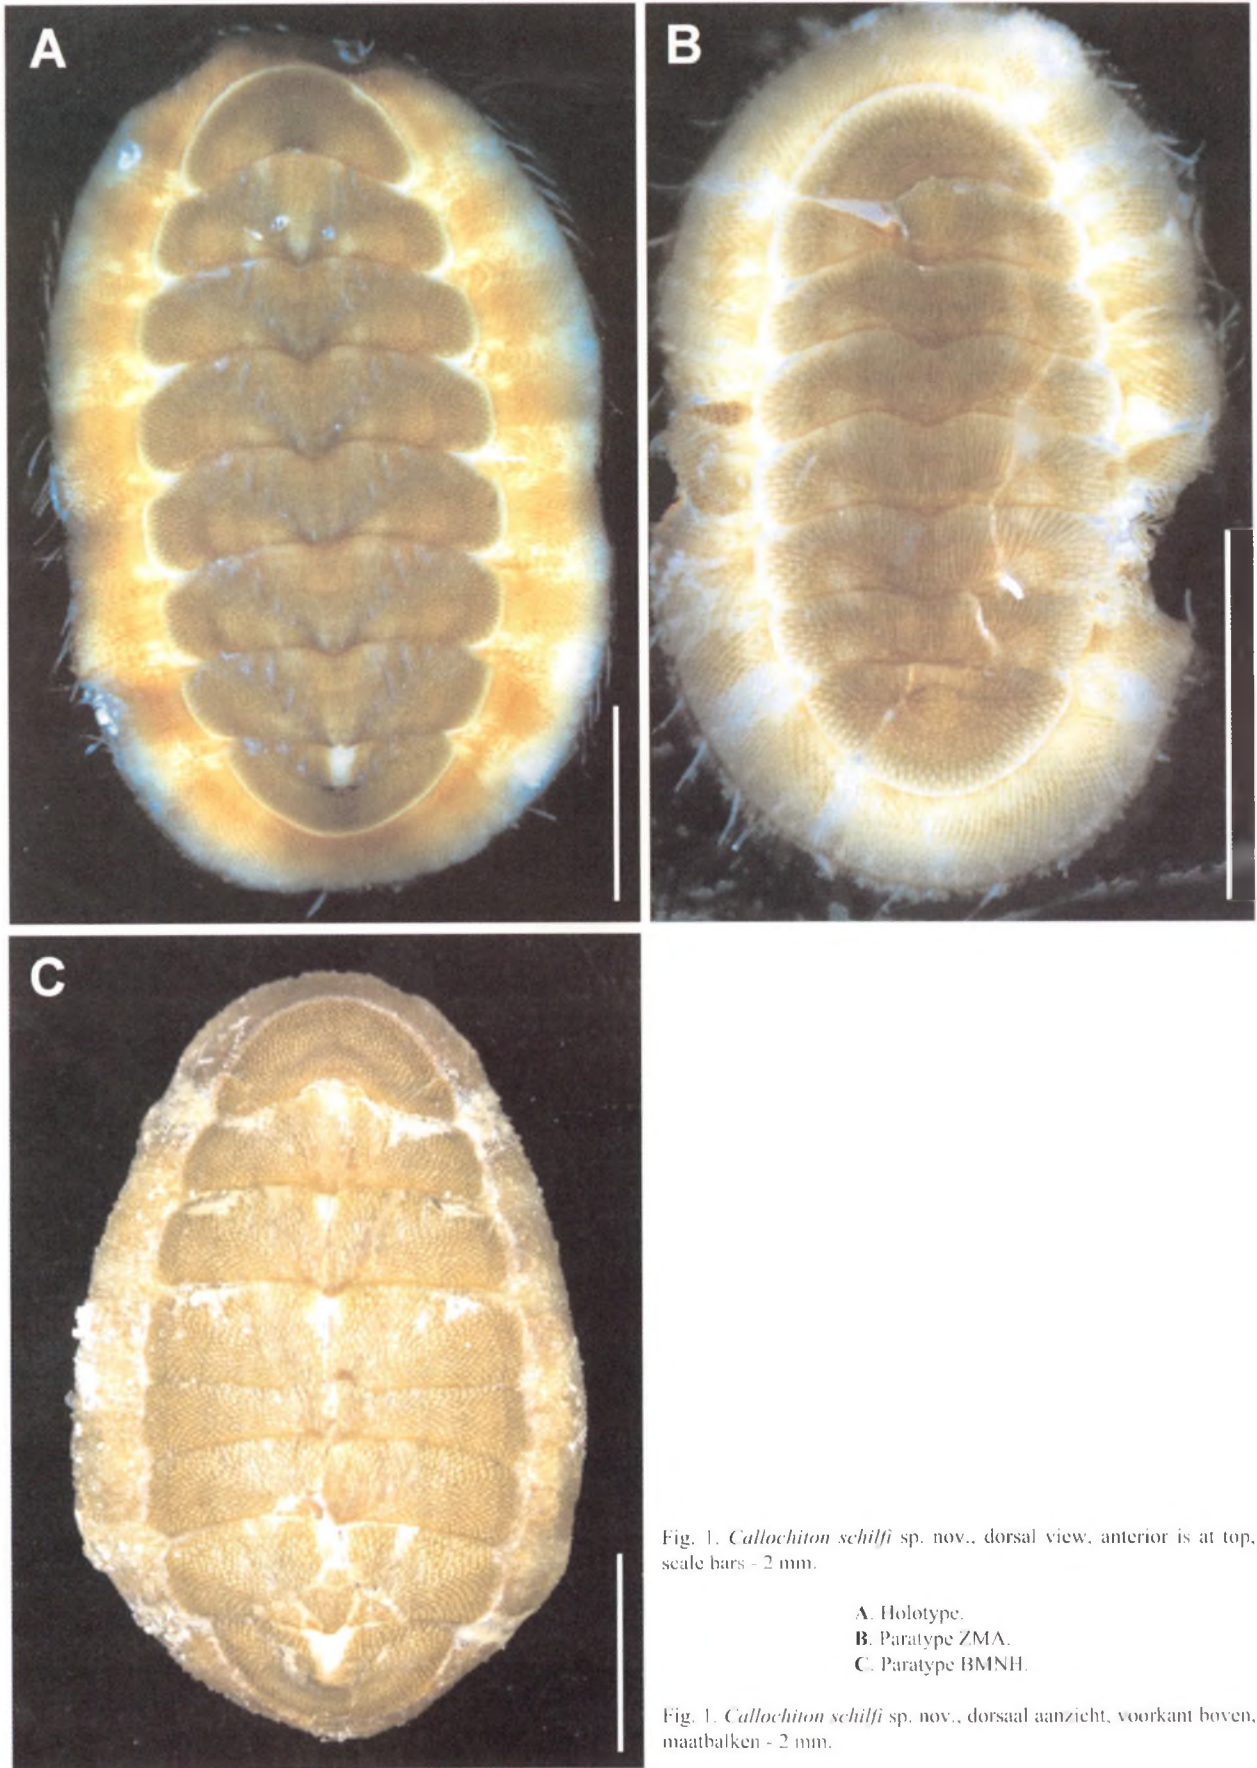 A
B
C
Fig. 1. Callochiton schilfi sp. nov., dorsal view, anterior is at top,
scale bars - 2 mm.
A. Holotype.
B. Paratype ZMA.
C. Paratype BMNH.
Fig. 1. Callochiton schilfi sp. nov., dorsaal aanzicht, voorkant boven,
maatbalken - 2 mm.